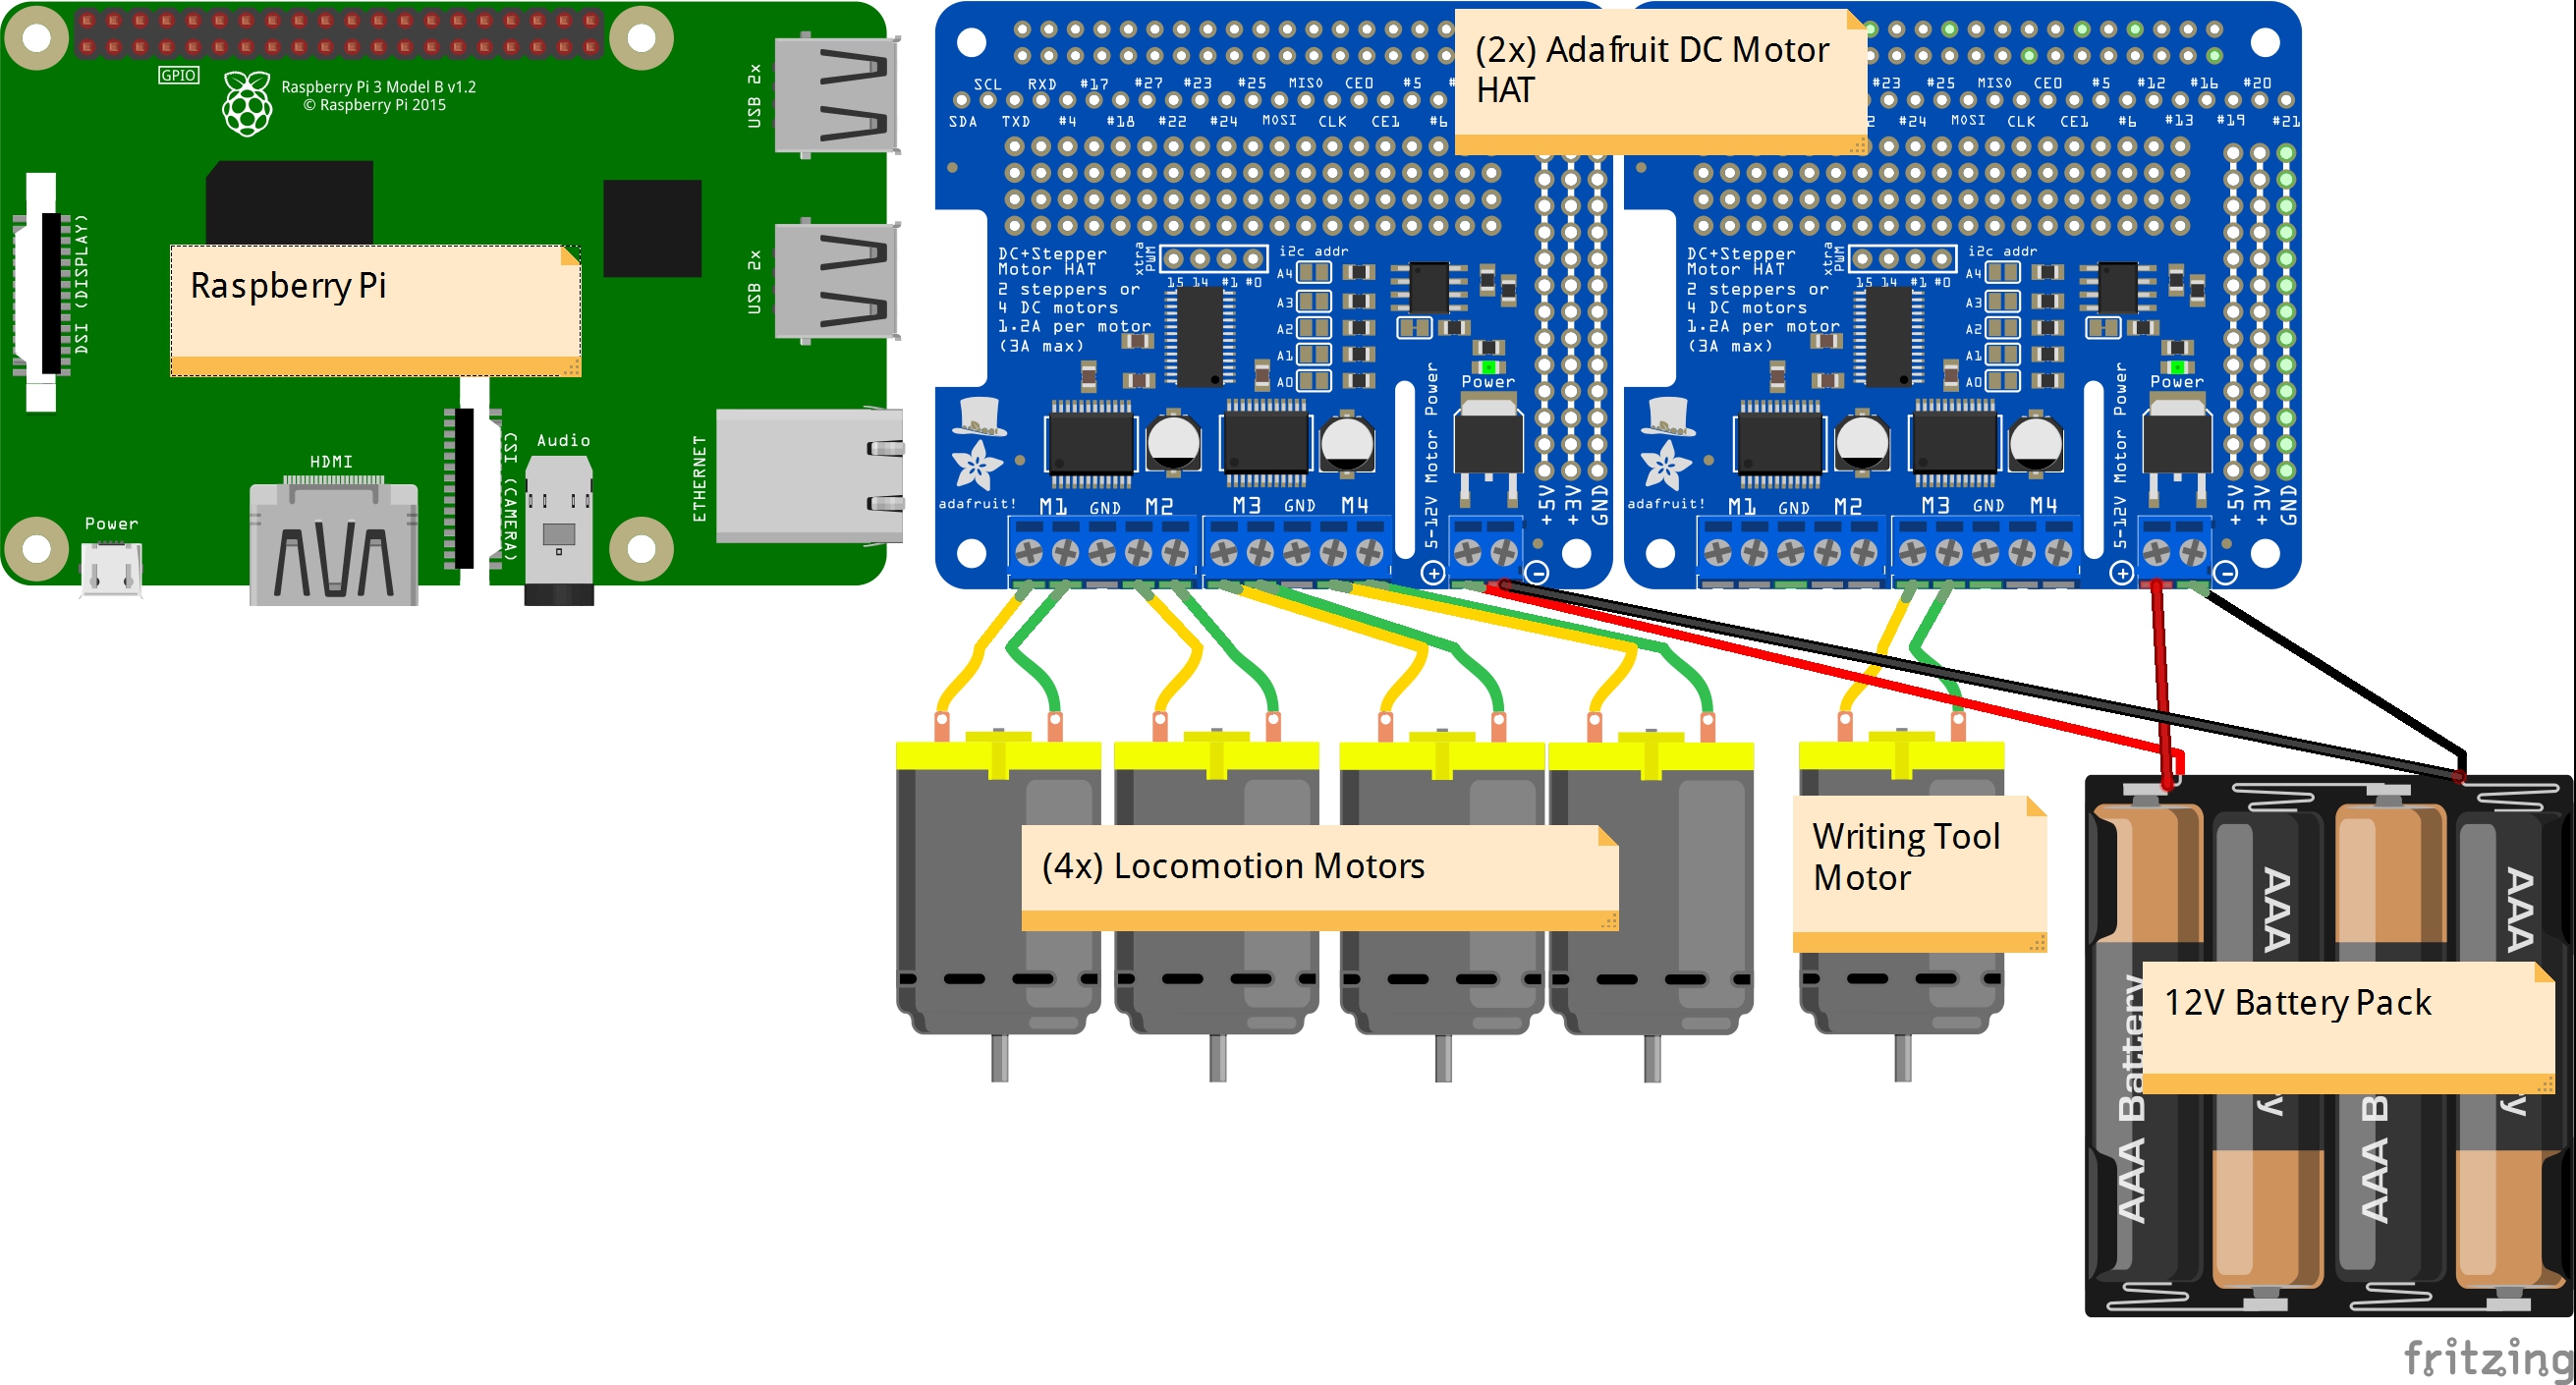 GPIO
Raspberry Pi 3 Model B v1.2
© Raspberry Pi 2015
USB 2x
USB 2x
DSI (DISPLAY)
Raspberry Pi
CSI (CAMERA)
Audio
HDMI
ETHERNET
Power
(2x) Adafruit DC Motor
HAT
SCL RXD #17 #27 #23 #25 MISO CE0 #5
SDA TXD #4 #18 #22 #24 MOSI CLK CE1 #6
DC+Stepper
Motor HAT
2 steppers or
4 DC motors
1.2A per motor
(3A max)
xtra
PWM
15 14 #1 #0
i2c addr
A4
A3
A2
A1
A0
Power
5-12V Motor Power
adafruit!
M1 GND M2 M3 GND M4
+5V
+3V
GND
+ -
#23 #25 MISO CE0 #5 #12 #16 #20
2 #24 MOSI CLK CE1 #6 #13 #19 #21
DC+Stepper
Motor HAT
2 steppers or
4 DC motors
1.2A per motor
(3A max)
xtra
PWM
15 14 #1 #0
i2c addr
A4
A3
A2
A1
A0
Power
5-12V Motor Power
adafruit!
M1 GND M2 M3 GND M4
+5V
+3V
GND
+ -
(4x) Locomotion Motors
Writing Tool
Motor
12V Battery Pack
AAA Battery
AAA y
AAA B
AAA y
fritzing